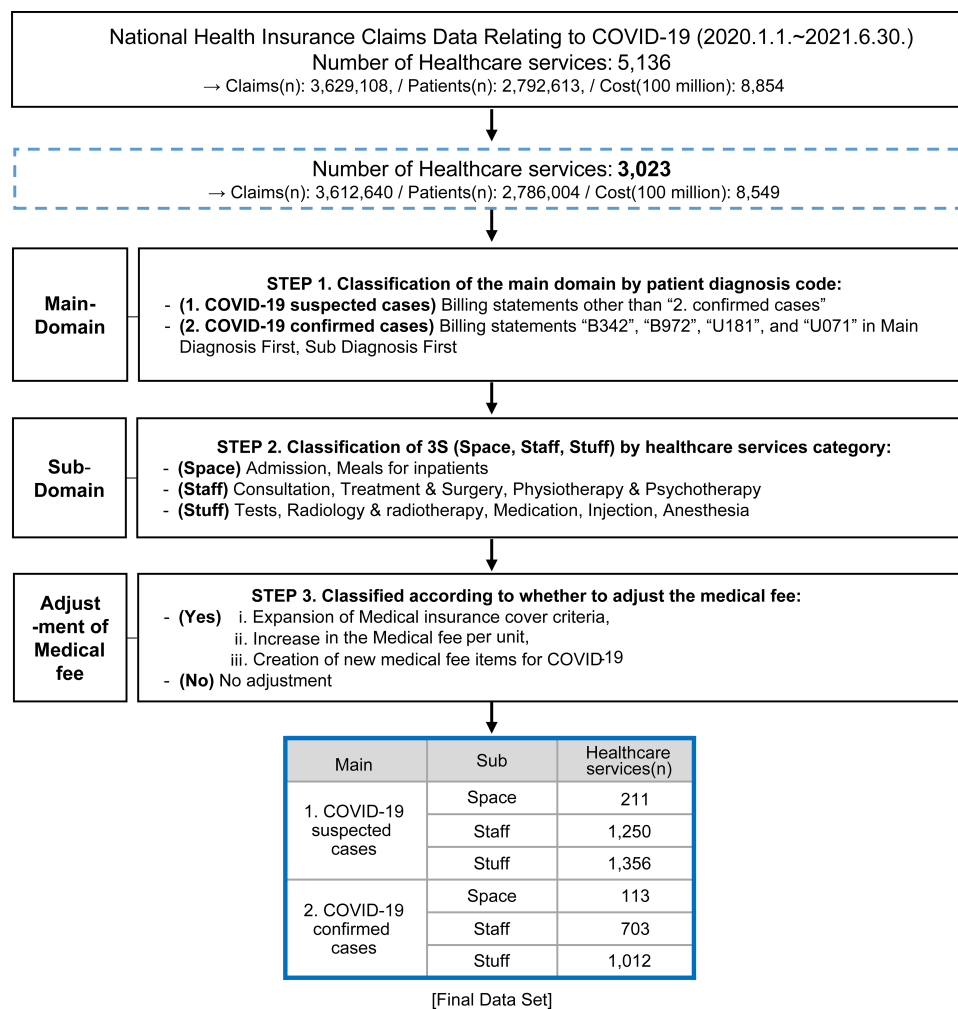 National Health Insurance Claims Data Relating to COVID-19 (2020.1.1.~2021.6.30.)
Number of Healthcare services: 5,136
→ Claims(n): 3,629,108, / Patients(n): 2,792,613, / Cost(100 million): 8,854
Number of Healthcare services: 3,023
→ Claims(n): 3,612,640 / Patients(n): 2,786,004 / Cost(100 million): 8,549
Main-
Domain
STEP 1. Classification of the main domain by patient diagnosis code:
- (1. COVID-19 suspected cases) Billing statements other than “2. confirmed cases”
- (2. COVID-19 confirmed cases) Billing statements “B342”, “B972”, “U181”, and “U071” in Main
Diagnosis First, Sub Diagnosis First
Sub-
Domain
STEP 2. Classification of 3S (Space, Staff, Stuff) by healthcare services category:
- (Space) Admission, Meals for inpatients
- (Staff) Consultation, Treatment & Surgery, Physiotherapy & Psychotherapy
- (Stuff) Tests, Radiology & radiotherapy, Medication, Injection, Anesthesia
Adjust
-ment of
Medical
fee
STEP 3. Classified according to whether to adjust the medical fee:
- (Yes) i. Expansion of Medical insurance cover criteria,
ii. Increase in the Medical fee per unit,
iii. Creation of new medical fee items for COVID-19
- (No) No adjustment
Main Sub Healthcare
services(n)
1. COVID-19
suspected
cases
Space 211
Staff 1,250
Stuff 1,356
2. COVID-19
confirmed
cases
Space 113
Staff 703
Stuff 1,012
[Final Data Set]